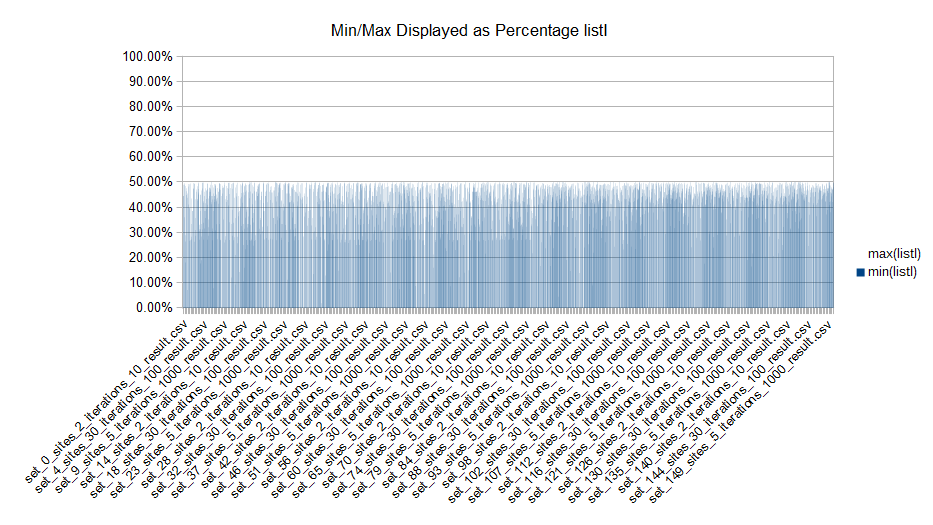 Min/Max Displayed as Percentage listl
100.00%
90.00%
80.00%
70.00%
60.00%
50.00%
40.00%
30.00%
20.00%
10.00%
0.00%
set_0_sites_2_iterations_10_result.csv
set_4_sites_30_iterations_100_result.csv
set_9_sites_5_iterations_1000_result.csv
set_14_sites_2_iterations_10_result.csv
set_18_sites_30_iterations_100_result.csv
set_23_sites_5_iterations_1000_result.csv
set_28_sites_2_iterations_10_result.csv
set_32_sites_30_iterations_100_result.csv
set_37_sites_5_iterations_1000_result.csv
set_42_sites_2_iterations_10_result.csv
set_46_sites_30_iterations_100_result.csv
set_51_sites_5_iterations_1000_result.csv
set_56_sites_2_iterations_10_result.csv
set_60_sites_30_iterations_100_result.csv
set_65_sites_5_iterations_1000_result.csv
set_70_sites_2_iterations_10_result.csv
set_74_sites_30_iterations_100_result.csv
set_79_sites_5_iterations_1000_result.csv
set_84_sites_2_iterations_10_result.csv
set_88_sites_30_iterations_100_result.csv
set_93_sites_5_iterations_1000_result.csv
set_98_sites_2_iterations_10_result.csv
set_102_sites_30_iterations_100_result.csv
set_107_sites_5_iterations_1000_result.csv
set_112_sites_2_iterations_10_result.csv
set_116_sites_30_iterations_100_result.csv
set_121_sites_5_iterations_1000_result.csv
set_126_sites_2_iterations_10_result.csv
set_130_sites_30_iterations_100_result.csv
set_135_sites_5_iterations_1000_result.csv
set_140_sites_2_iterations_10_result.csv
set_144_sites_30_iterations_100_result.csv
set_149_sites_5_iterations_1000_result.csv
max(listl)
min(listl)